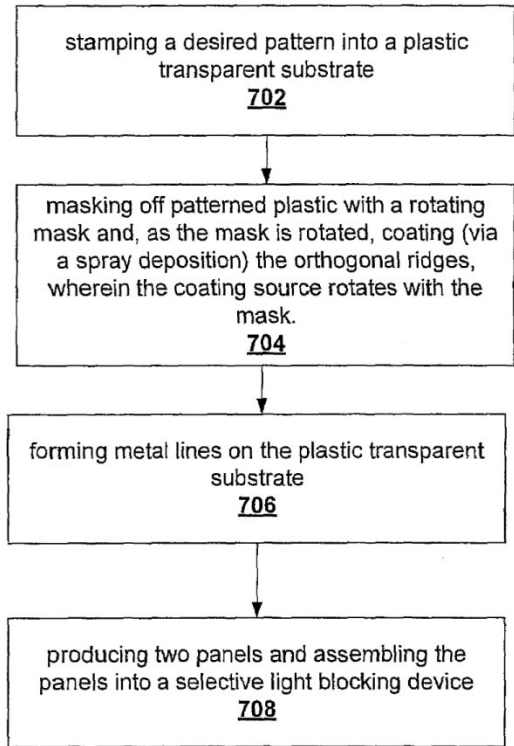 stamping a desired pattern into a plastic
transparent substrate
702
masking off patterned plastic with a rotating
mask and, as the mask is rotated, coating (via
a spray deposition) the orthogonal ridges,
wherein the coating source rotates with the
mask.
704
forming metal lines on the plastic transparent
substrate
706
producing two panels and assembling the
panels into a selective light blocking device
708